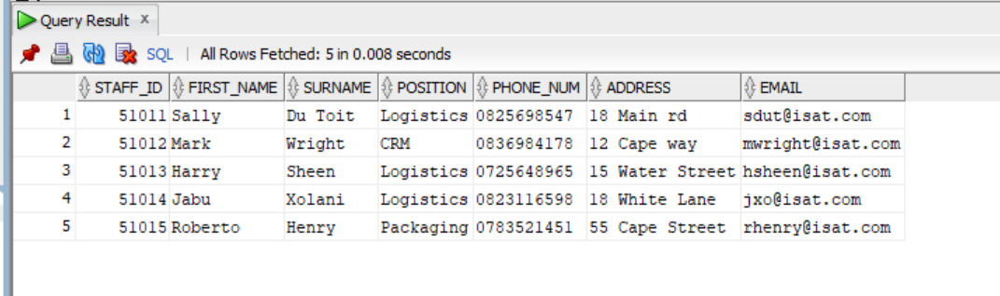 Query Result x
SQL | All Rows Fetched: 5 in 0.008 seconds
STAFF_ID FIRST_NAME SURNAME POSITION PHONE_NUM ADDRESS EMAIL
1 51011 Sally Du Toit Logistics 0825698547 18 Main rd sdut@isat.com
2 51012 Mark Wright CRM 0836984178 12 Cape way mwright@isat.com
3 51013 Harry Sheen Logistics 0725648965 15 Water Street hsheen@isat.com
4 51014 Jabu Xolani Logistics 0823116598 18 White Lane jxo@isat.com
5 51015 Roberto Henry Packaging 0783521451 55 Cape Street rhenry@isat.com